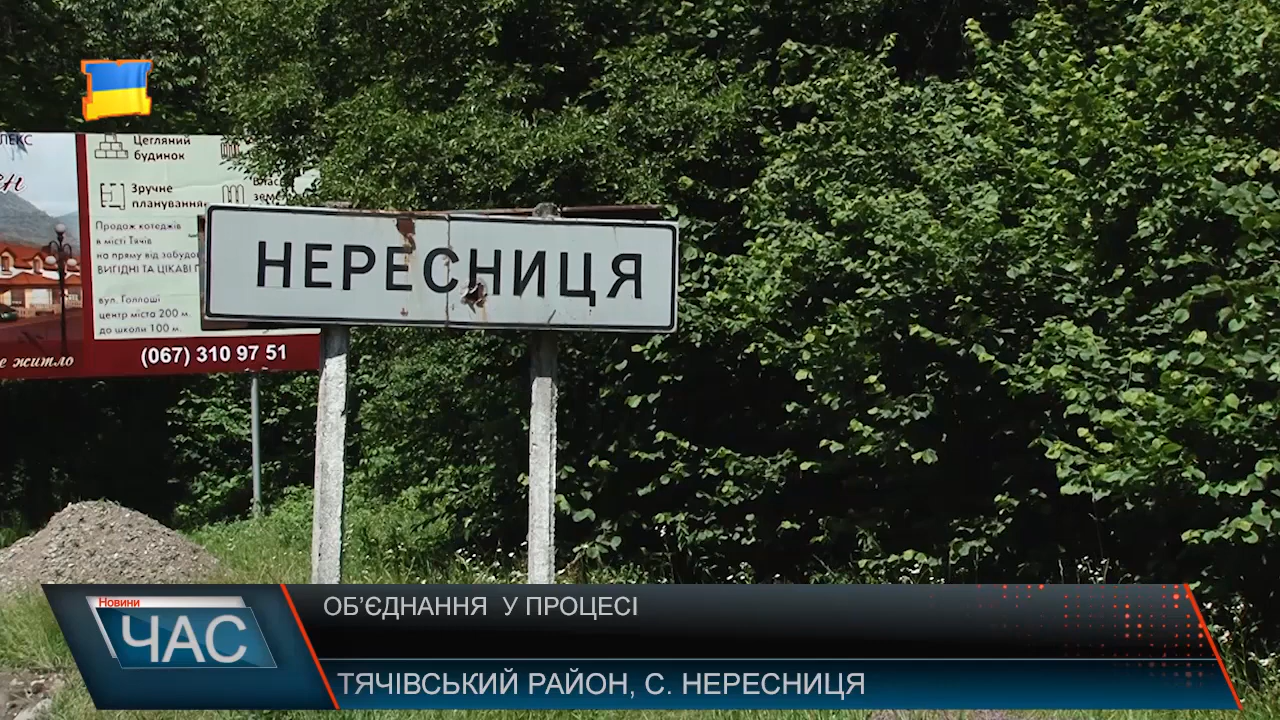 ЛЕКС
Цегляний
будинок
Зручне
планування
Продаж котеджів
в місті Тячів
на пряму від забудов
ВИГІДНІ ТА ЦІКАВІ
вул. Голлоші
центр міста 200 м.
до школи 100 м.
е житло
(067) 310 97 51
НЕРЕСНИЦЯ
Новини
ЧАС
ОБ’ЄДНАННЯ У ПРОЦЕСІ
ТЯЧІВСЬКИЙ РАЙОН, С. НЕРЕСНИЦЯ